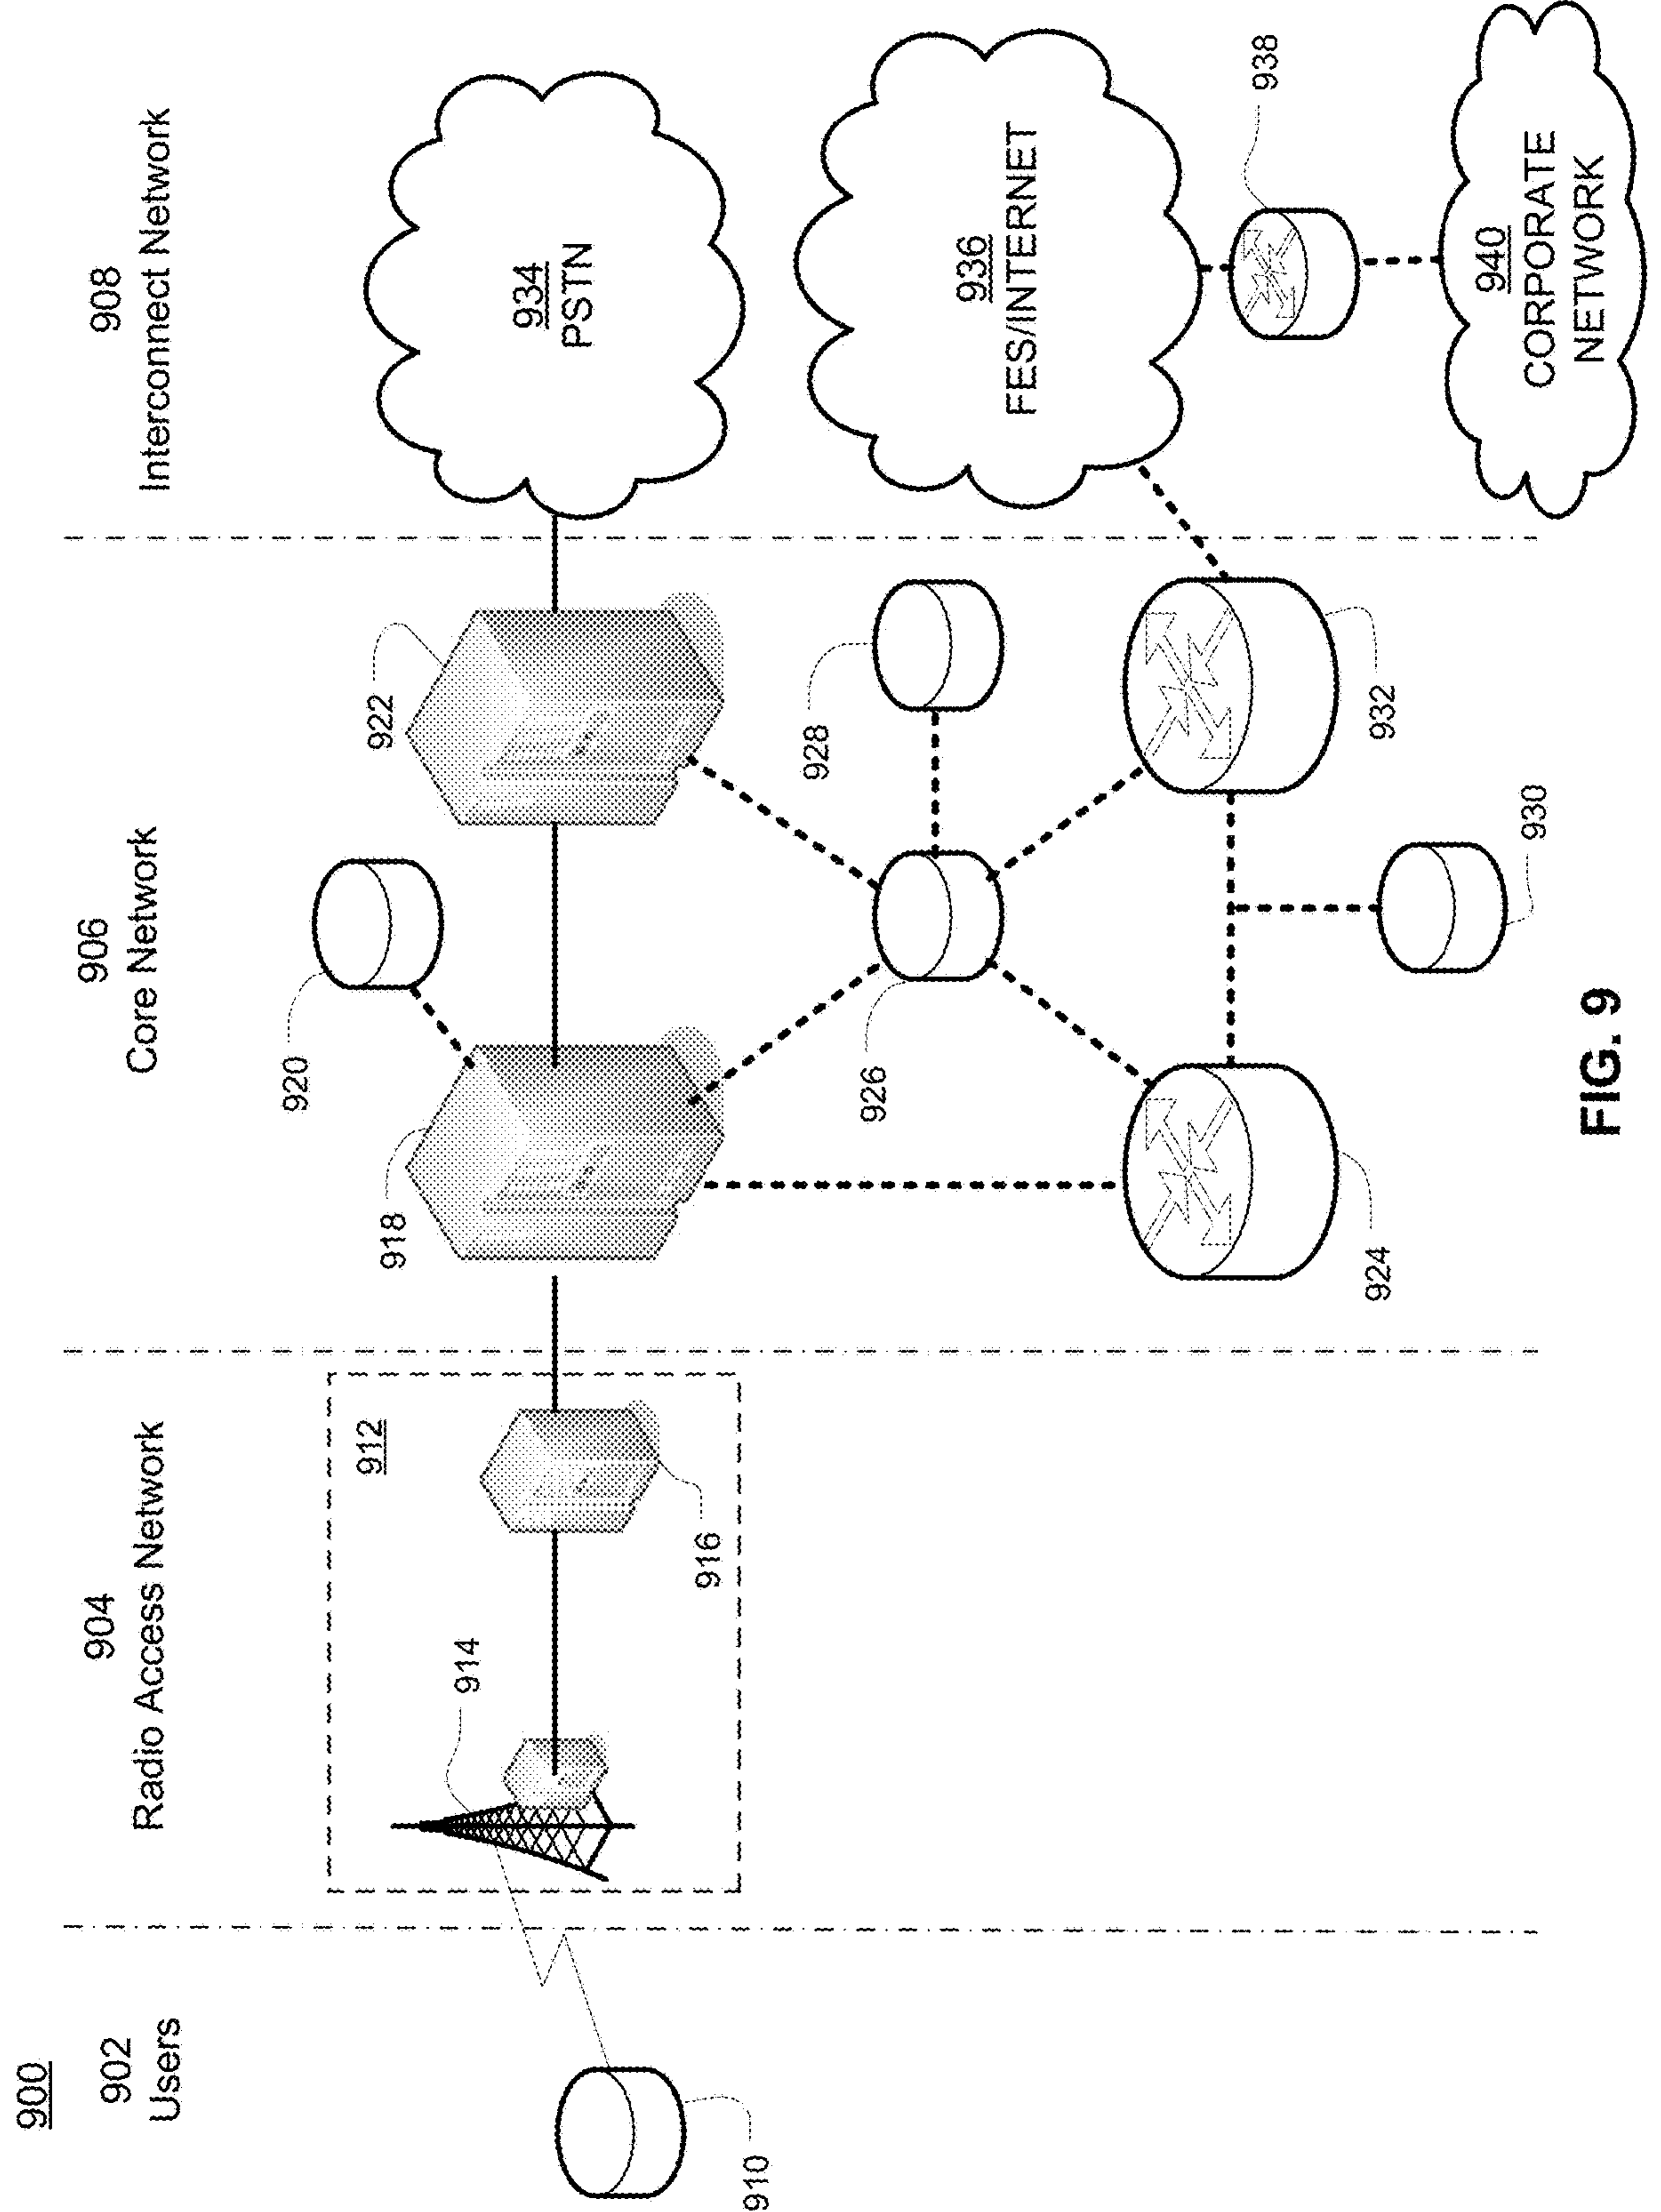 900
902
Users
904
Radio Access Network
906
Core Network
908
Interconnect Network
910
912
914
916
918
920
922
924
926
928
930
932
934
PSTN
936
FES/INTERNET
938
940
CORPORATE
NETWORK
FIG. 9